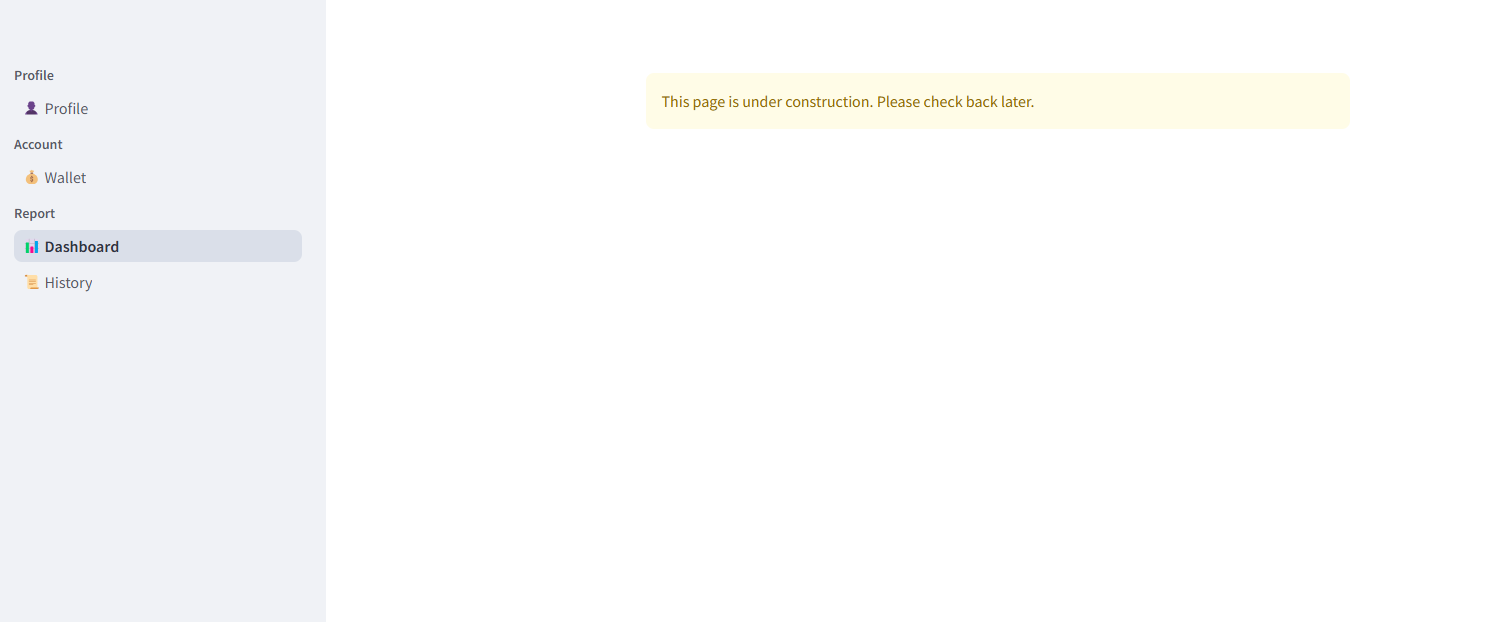 Profile
Profile
Account
Wallet
Report
Dashboard
History
This page is under construction. Please check back later.